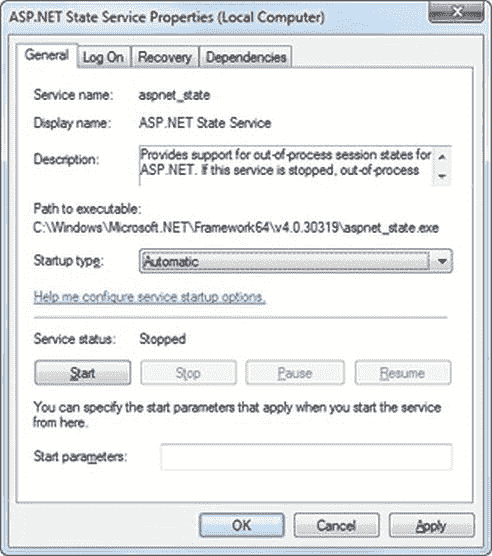 ASP.NET State Service Properties (Local Computer)
General Log On Recovery Dependencies
Service name: aspnet_state
Display name: ASP.NET State Service
Description: Provides support for out-of-process session states for
ASP.NET. If this service is stopped, out-of-process
Path to executable:
C:\Windows\Microsoft.NET\Framework64\v4.0.30319\aspnet_state.exe
Startup type: Automatic
Help me configure service startup options.
Service status: Stopped
Start Stop Pause Resume
You can specify the start parameters that apply when you start the service
from here.
Start parameters:
OK Cancel Apply